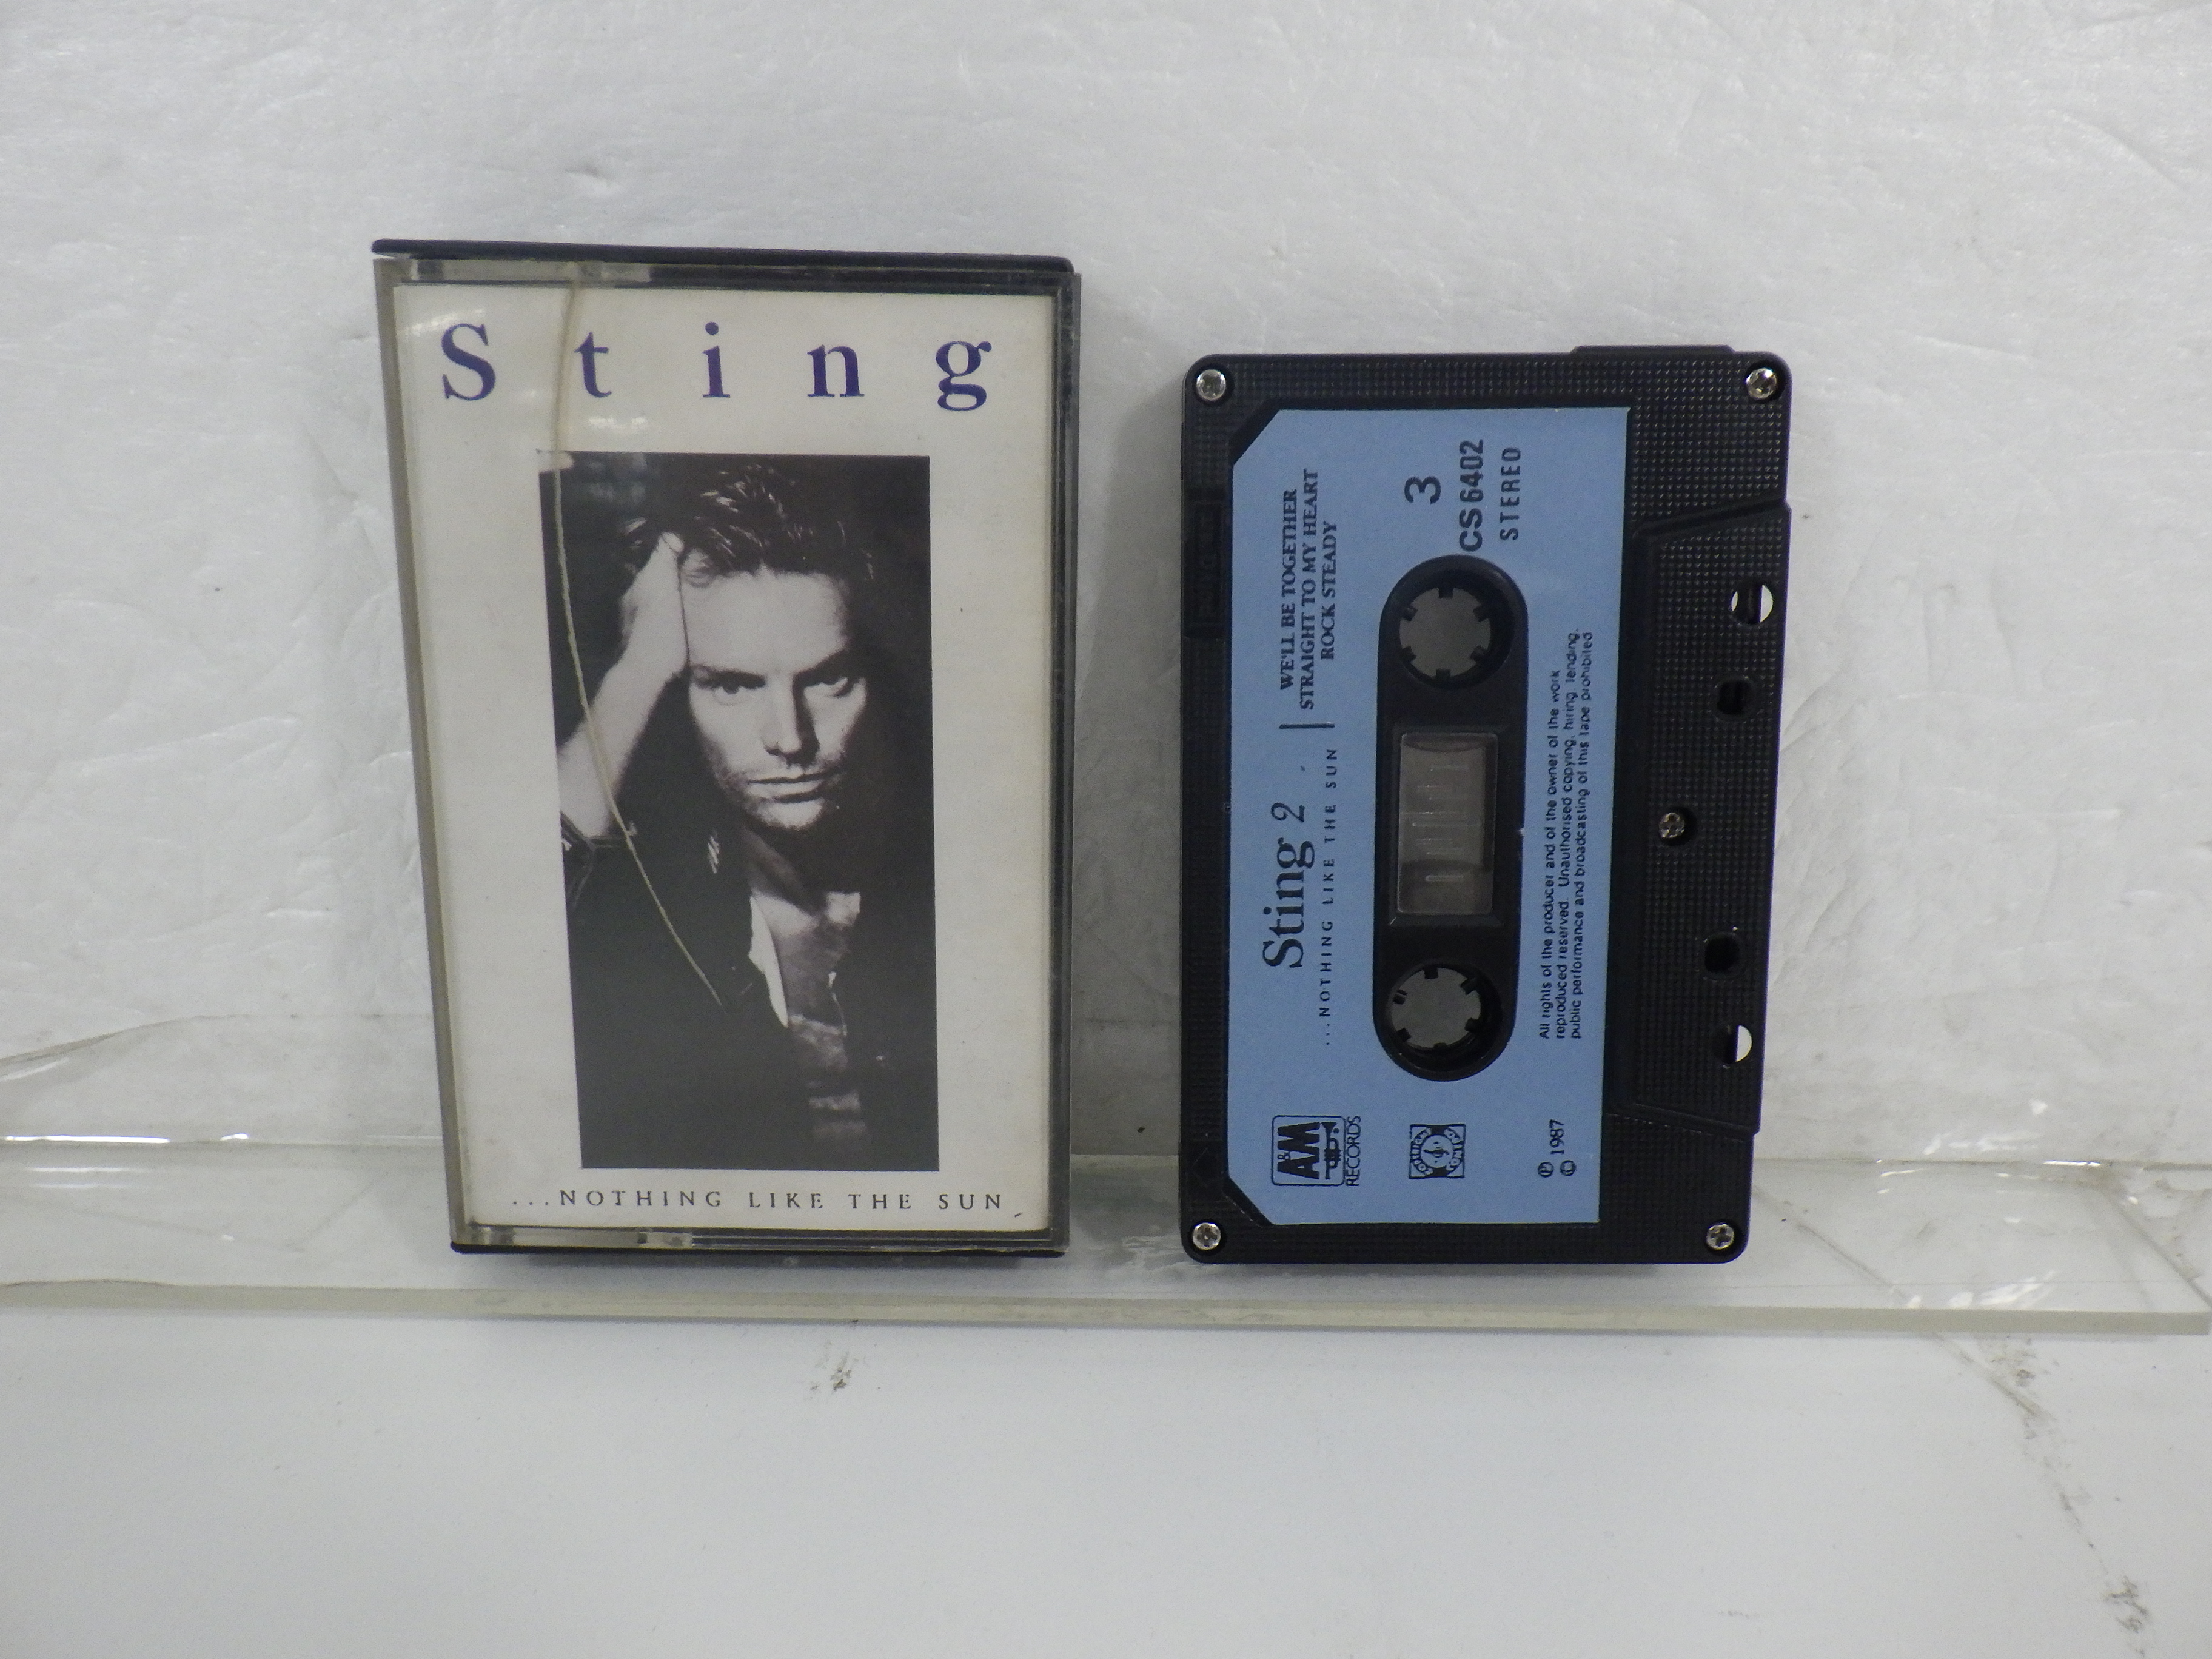 Sting
...NOTHING LIKE THE SUN
Sting 2
...NOTHING LIKE THE SUN
WE'LL BE TOGETHER
STRAIGHT TO MY HEART
ROCK STEADY
3
CS 6402
STEREO
A&M
RECORDS
℗
© 1987
All rights of the producer and of the owner of the work
reproduced reserved. Unauthorised copying, hiring, lending,
public performance and broadcasting of this tape prohibited